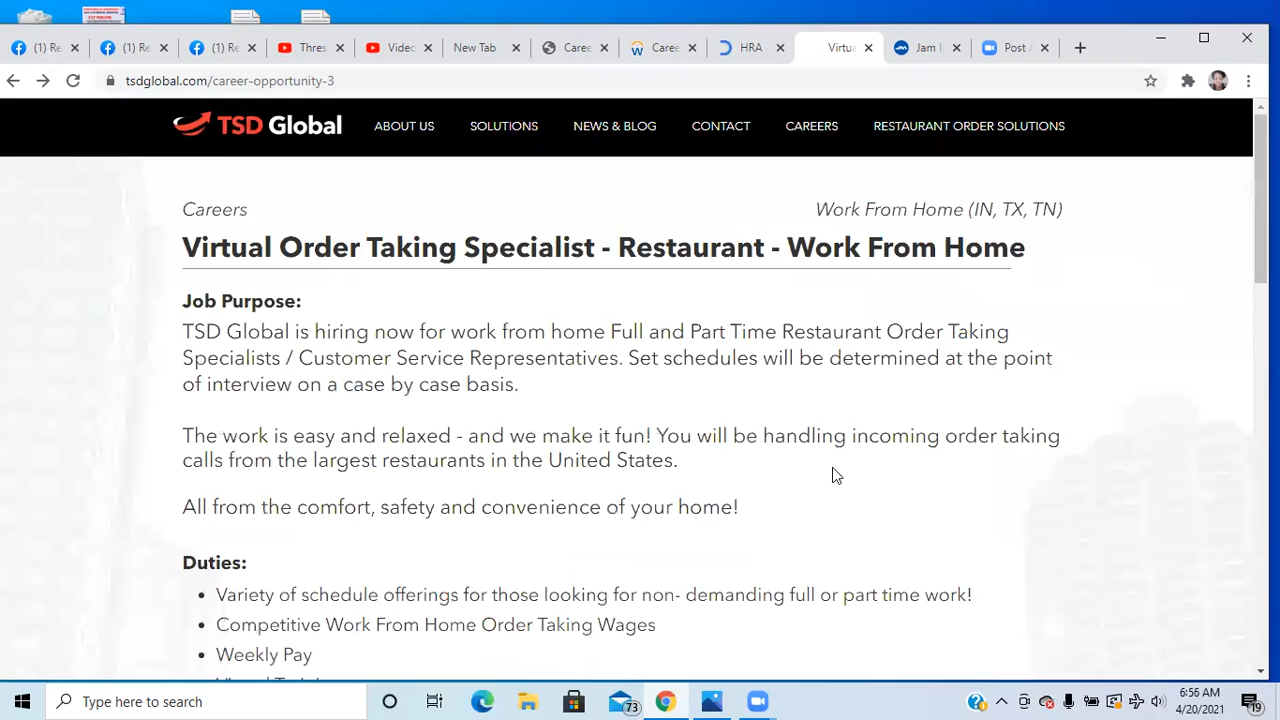 (1) Re
(1) Re
(1) Re
Thres
Video
New Tab
Caree
Caree
HRA
Virtua
Jam I
Post A
tsdglobal.com/career-opportunity-3
TSD Global ABOUT US SOLUTIONS NEWS & BLOG CONTACT CAREERS RESTAURANT ORDER SOLUTIONS
Careers Work From Home (IN, TX, TN)
Virtual Order Taking Specialist - Restaurant - Work From Home
Job Purpose:
TSD Global is hiring now for work from home Full and Part Time Restaurant Order Taking
Specialists / Customer Service Representatives. Set schedules will be determined at the point
of interview on a case by case basis.
The work is easy and relaxed - and we make it fun! You will be handling incoming order taking
calls from the largest restaurants in the United States.
All from the comfort, safety and convenience of your home!
Duties:
• Variety of schedule offerings for those looking for non- demanding full or part time work!
• Competitive Work From Home Order Taking Wages
• Weekly Pay
Type here to search
73
6:56 AM
4/20/2021
19